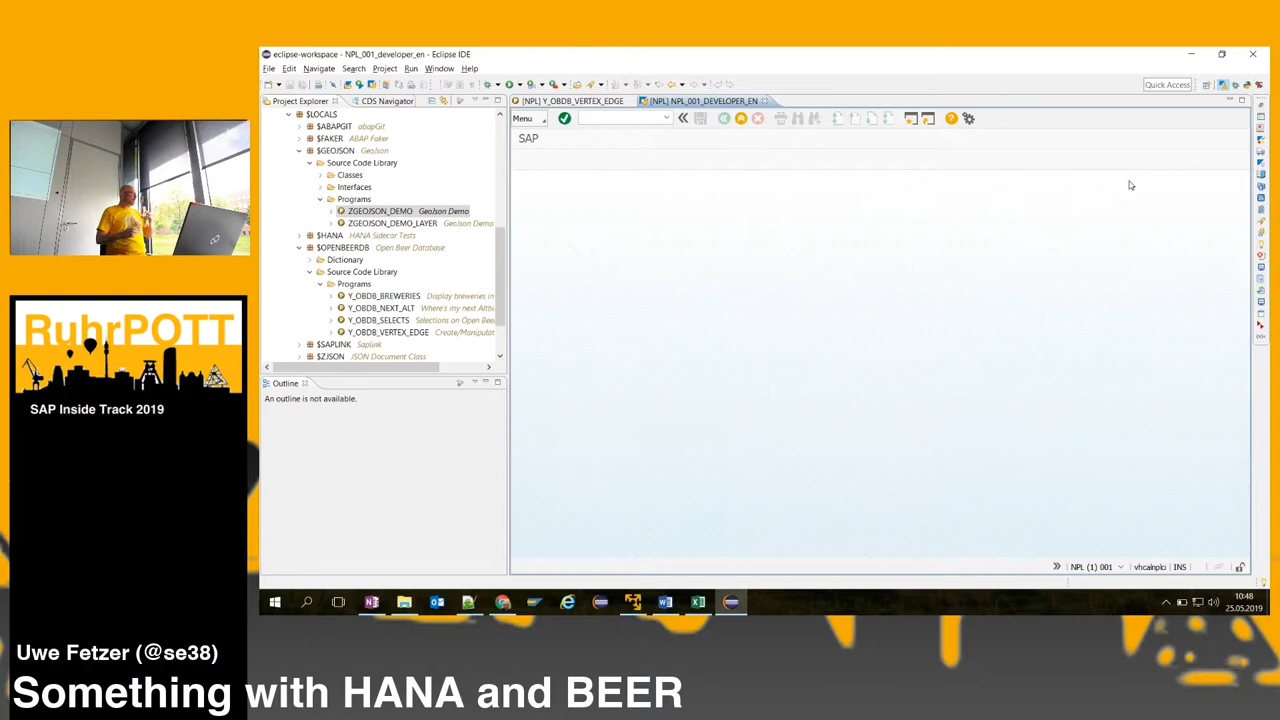 eclipse-workspace - NPL_001_developer_en - Eclipse IDE
File Edit Navigate Search Project Run Window Help
Quick Access
Project Explorer CDS Navigator
[NPL] Y_OBDB_VERTEX_EDGE [NPL] NPL_001_DEVELOPER_EN
$LOCALS
$ABAPGIT abapGit
$FAKER ABAP Faker
$GEOJSON GeoJson
Source Code Library
Classes
Interfaces
Programs
ZGEOJSON_DEMO GeoJson Demo
ZGEOJSON_DEMO_LAYER GeoJson Demo
$HANA HANA Sidecar Tests
$OPENBEERDB Open Beer Database
Dictionary
Source Code Library
Programs
Y_OBDB_BREWERIES Display breweries in
Y_OBDB_NEXT_ALT Where's my next Altbi
Y_OBDB_SELECTS Selections on Open Bee
Y_OBDB_VERTEX_EDGE Create/Manipulat
$SAPLINK Saplink
$ZJSON JSON Document Class
Outline
An outline is not available.
Menu
SAP
NPL (1) 001 vhcalnplci INS
10:48
25.05.2019
RuhrPOTT
SAP Inside Track 2019
Uwe Fetzer (@se38)
Something with HANA and BEER